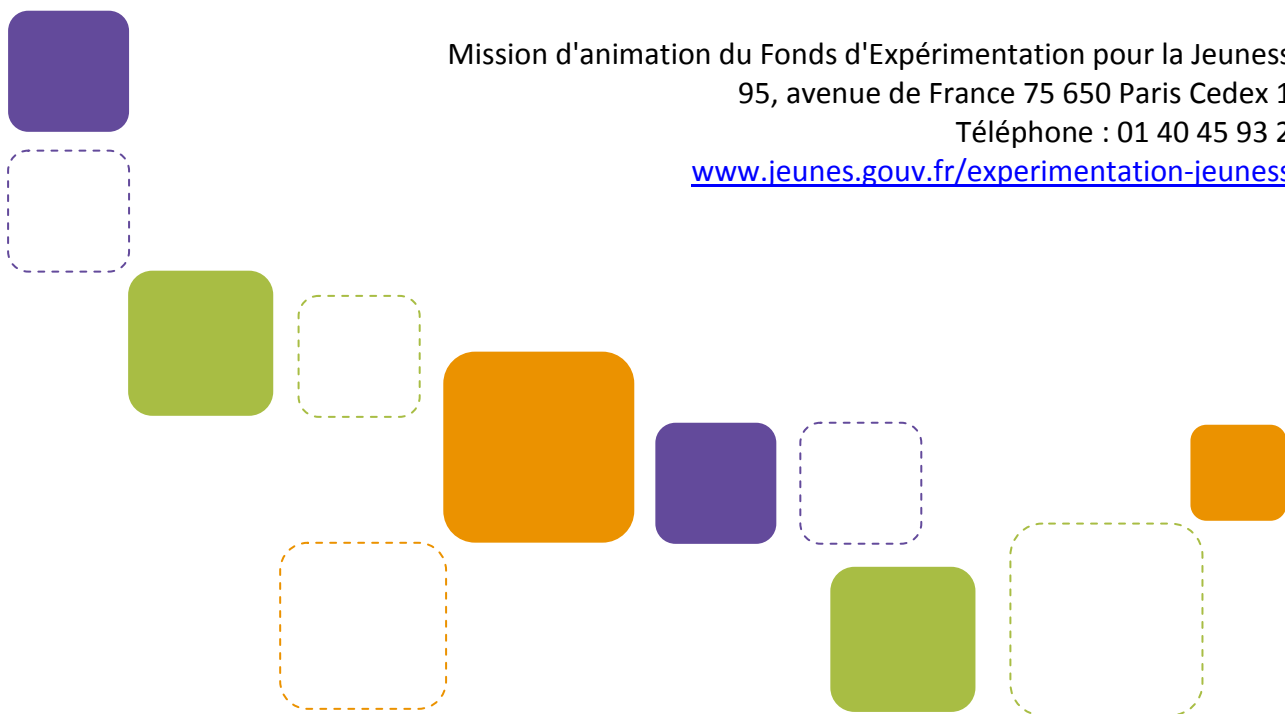 Mission d'animation du Fonds d'Expérimentation pour la Jeuness
95, avenue de France 75 650 Paris Cedex 1
Téléphone : 01 40 45 93 2
www.jeunes.gouv.fr/experimentation-jeuness